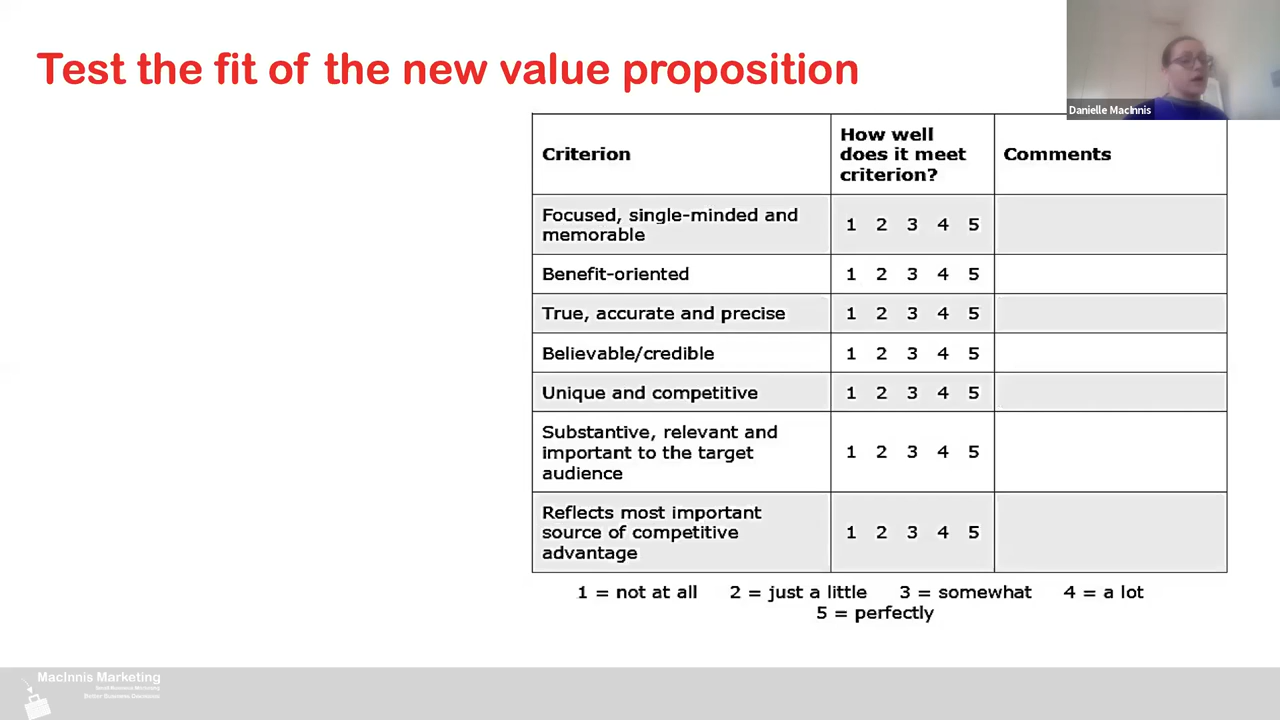 Test the fit of the new value proposition
Danielle MacInnis
Criterion
How well
does it meet
criterion?
Comments
Focused, single-minded and
memorable
1 2 3 4 5
Benefit-oriented
1 2 3 4 5
True, accurate and precise
1 2 3 4 5
Believable/credible
1 2 3 4 5
Unique and competitive
1 2 3 4 5
Substantive, relevant and
important to the target
audience
1 2 3 4 5
Reflects most important
source of competitive
advantage
1 2 3 4 5
1 = not at all 2 = just a little 3 = somewhat 4 = a lot
5 = perfectly
MacInnis Marketing
Small Business Marketing
Better Business